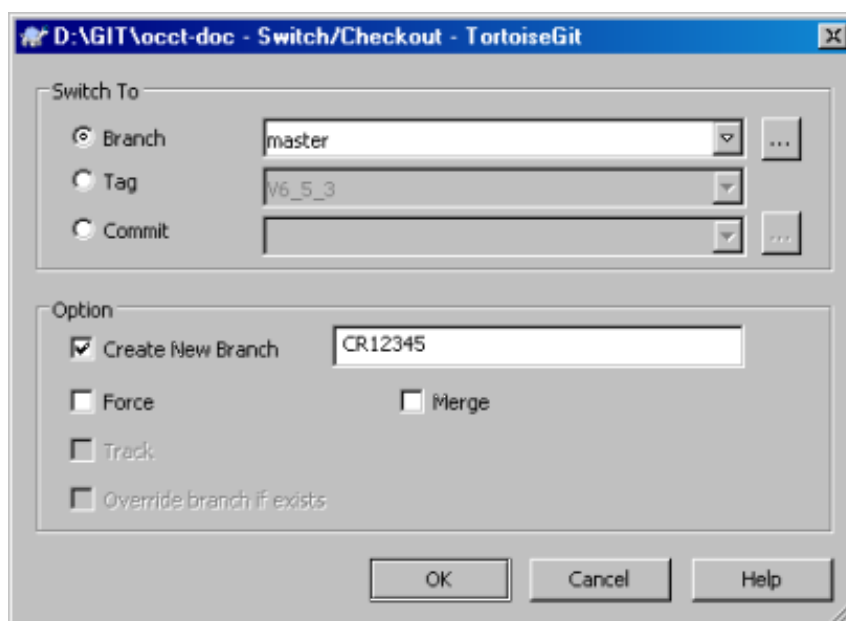 D:\GIT\occt-doc - Switch/Checkout - TortoiseGit
Switch To
Branch master ...
Tag V6_5_3
Commit ...
Option
Create New Branch CR12345
Force Merge
Track
Override branch if exists
OK Cancel Help